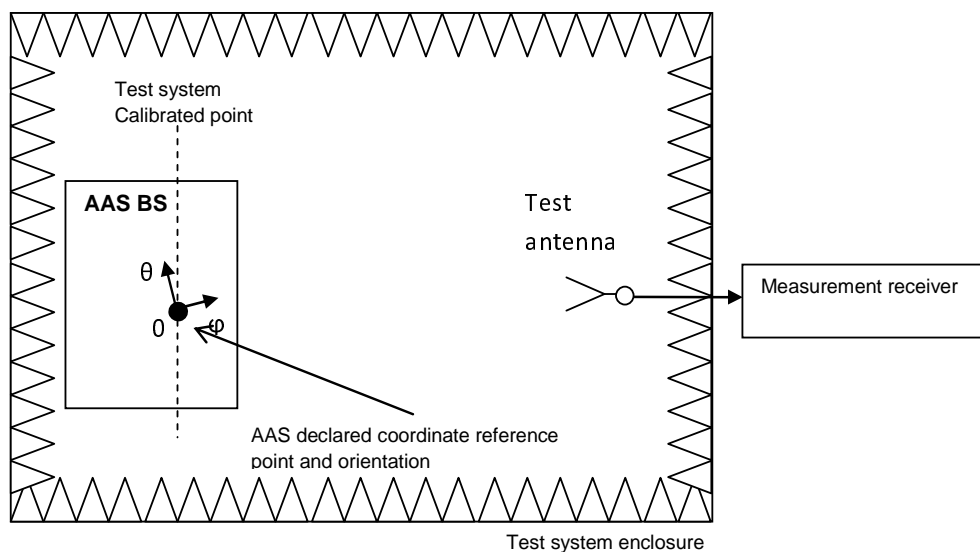 Test system
Calibrated point
AAS BS
Test
antenna
θ
0
φ
Measurement receiver
AAS declared coordinate reference
point and orientation
Test system enclosure